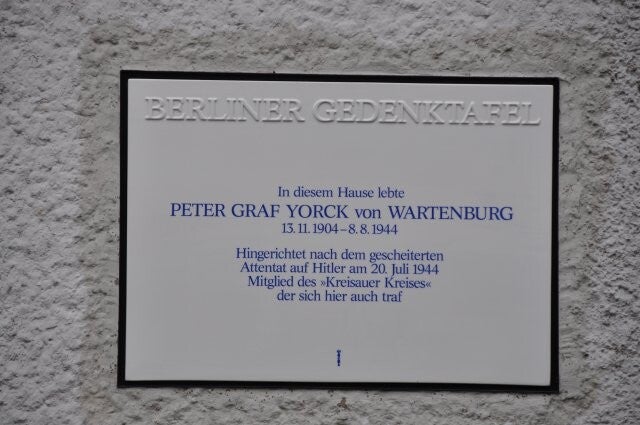 BERLINER GEDENKTAFEL
In diesem Hause lebte
PETER GRAF YORCK von WARTENBURG
13.11.1904–8.8.1944
Hingerichtet nach dem gescheiterten
Attentat auf Hitler am 20. Juli 1944
Mitglied des »Kreisauer Kreises«
der sich hier auch traf